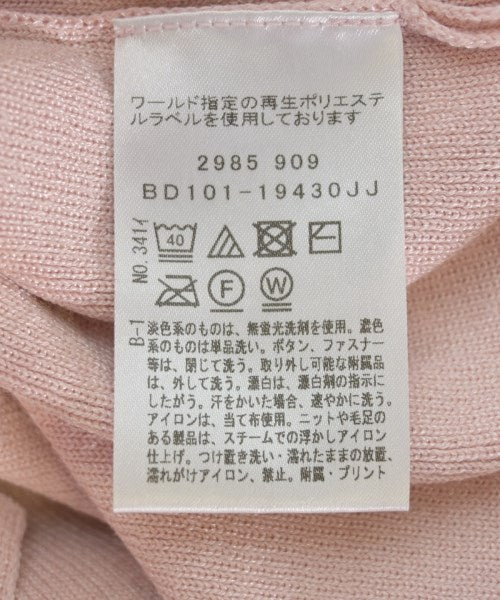 ワールド指定の再生ポリエステ
ルラベルを使用しております
2985 909
BD101-19430JJ
NO.341イ
40
F
W
B-1
淡色系のものは、無蛍光洗剤を使用。濃色
系のものは単品洗い。ボタン、ファスナー
等は、閉じて洗う。取り外し可能な附属品
は、外して洗う。漂白は、漂白剤の指示に
したがう。汗をかいた場合、速やかに洗う。
アイロンは、当て布使用。ニットや毛足の
ある製品は、スチームでの浮かしアイロン
仕上げ。つけ置き洗い・濡れたままの放置、
濡れがけアイロン、禁止。附属・プリント